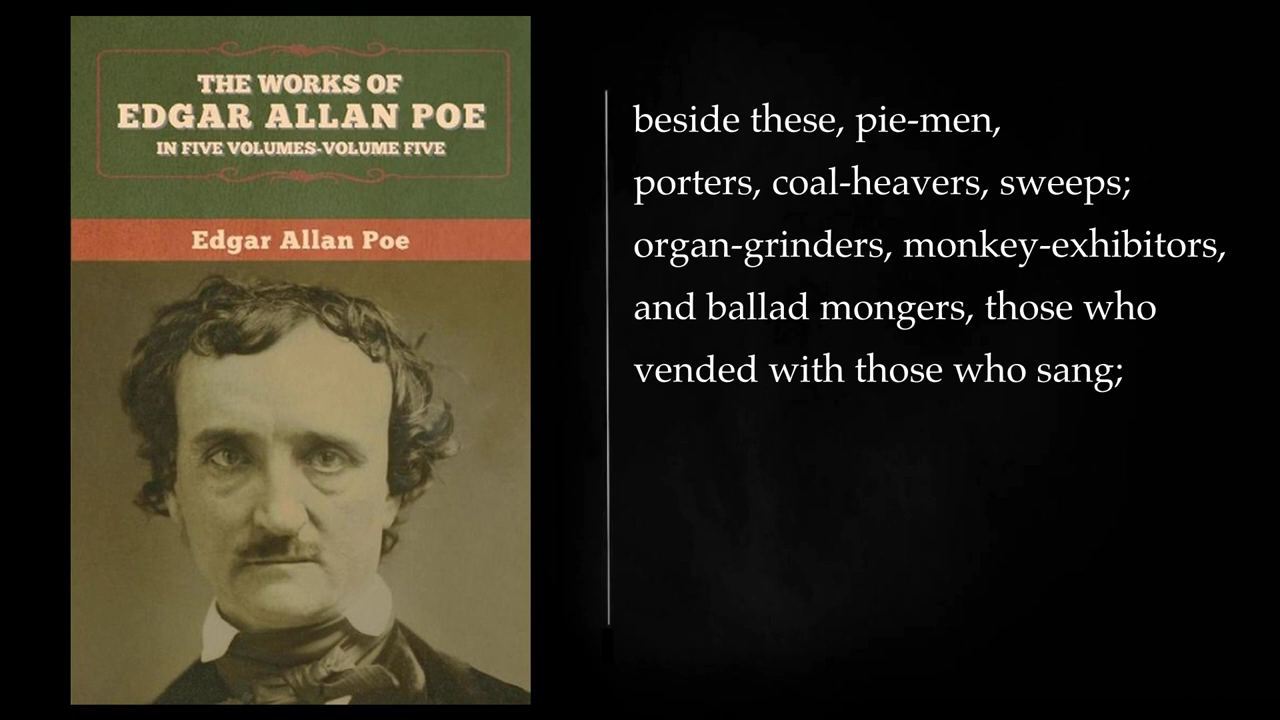 THE WORKS OF
EDGAR ALLAN POE
IN FIVE VOLUMES-VOLUME FIVE
Edgar Allan Poe
beside these, pie-men,
porters, coal-heavers, sweeps;
organ-grinders, monkey-exhibitors,
and ballad mongers, those who
vended with those who sang;